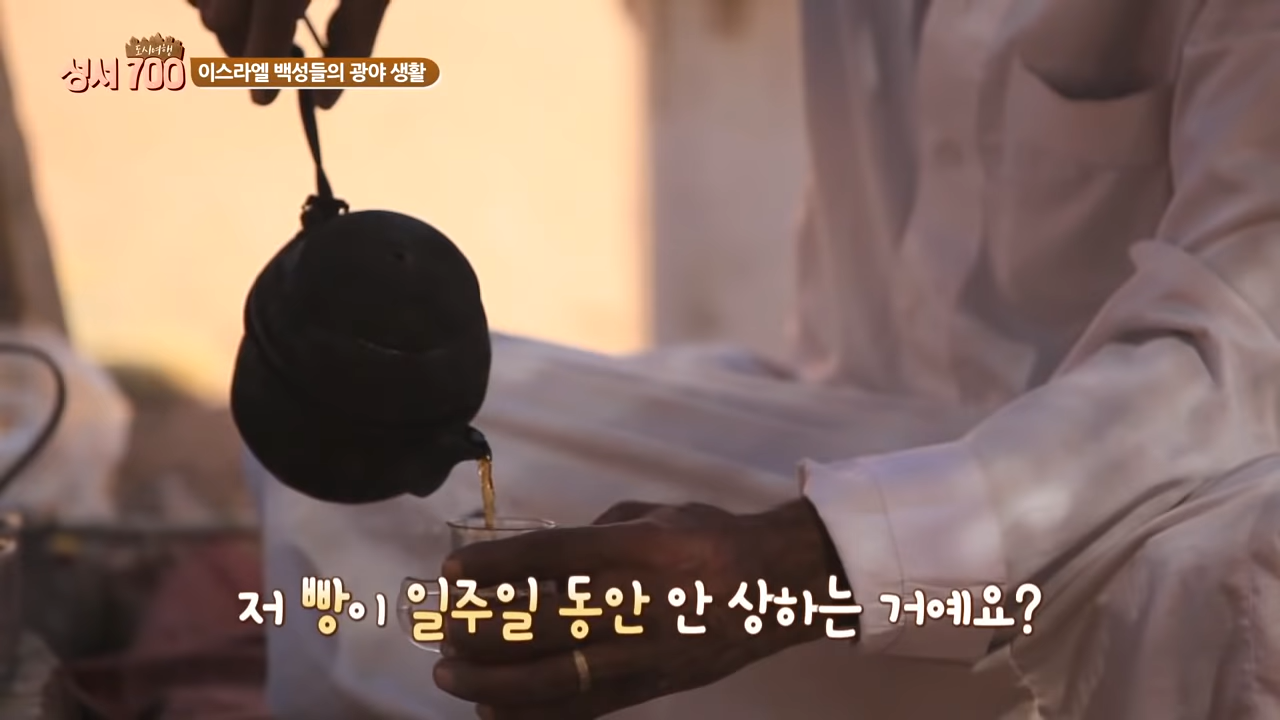 도시여행
성서 700
이스라엘 백성들의 광야 생활
저 빵이 일주일 동안 안 상하는 거예요?